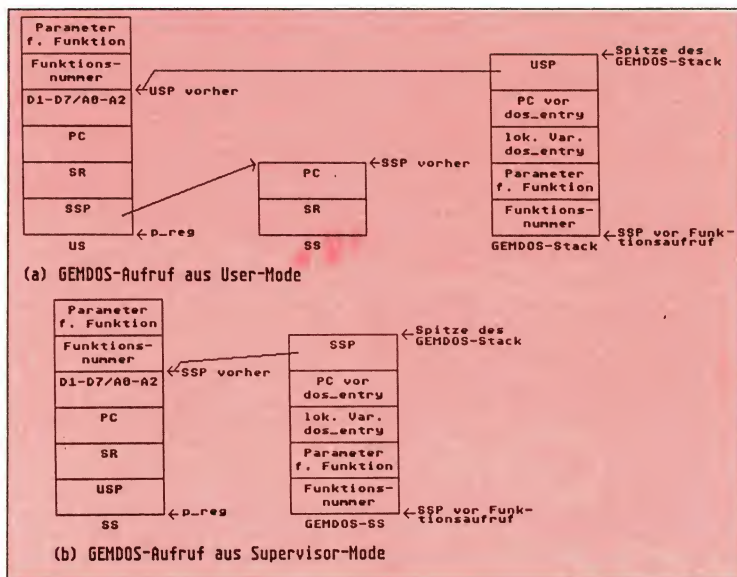 Parameter
f. Funktion
Funktions-
nummer
D1-D7/A0-A2
PC
SR
SSP
US
←USP vorher
←p_reg
PC
SR
SS
←SSP vorher
USP
PC vor
dos_entry
lok. Var.
dos_entry
Parameter
f. Funktion
Funktions-
nummer
GEMDOS-Stack
←Spitze des
GEMDOS-Stack
←SSP vor Funk-
tionsaufruf
(a) GEMDOS-Aufruf aus User-Mode
Parameter
f. Funktion
Funktions-
nummer
D1-D7/A0-A2
PC
SR
USP
SS
←SSP vorher
←p_reg
SSP
PC vor
dos_entry
lok. Var.
dos_entry
Parameter
f. Funktion
Funktions-
nummer
GEMDOS-SS
←Spitze des
GEMDOS-Stack
←SSP vor Funk-
tionsaufruf
(b) GEMDOS-Aufruf aus Supervisor-Mode